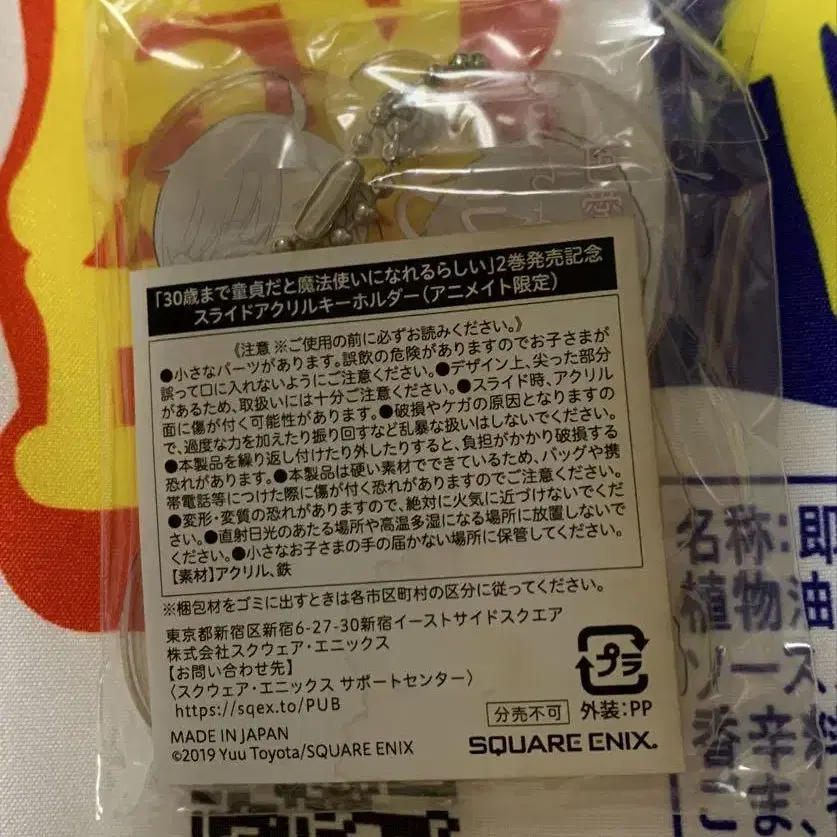 「30歳まで童貞だと魔法使いになれるらしい」2巻発売記念
スライドアクリルキーホルダー(アニメイト限定)
《注意 ※ご使用の前に必ずお読みください。》
●小さなパーツがあります。誤飲の危険がありますのでお子さまが
誤って口に入れないようにご注意ください。●デザイン上、尖った部分
があるため、取扱いには十分ご注意ください。●スライド時、アクリル
面に傷が付く可能性があります。●破損やケガの原因となりますの
で、過度な力を加えたり振り回すなど乱暴な扱いはしないでください。
●本製品を繰り返し付けたり外したりすると、負担がかかり破損する
恐れがあります。●本製品は硬い素材でできているため、バッグや携
帯電話等につけた際に傷が付く恐れがありますのでご注意ください。
●変形・変質の恐れがありますので、絶対に火気に近づけないでくだ
さい。●直射日光のあたる場所や高温多湿になる場所に放置しないで
ください。●小さなお子さまの手の届かない場所に保管してください。
【素材】アクリル、鉄
※梱包材をゴミに出すときは各市区町村の区分に従ってください。
東京都新宿区新宿6-27-30新宿イーストサイドスクエア
株式会社スクウェア・エニックス
【お問い合わせ先】
〈スクウェア・エニックス サポートセンター〉
https://sqex.to/PUB
プラ
分売不可 外装:PP
MADE IN JAPAN
©2019 Yuu Toyota/SQUARE ENIX
SQUARE ENIX.
名称:即
植物油
ソース
香辛料